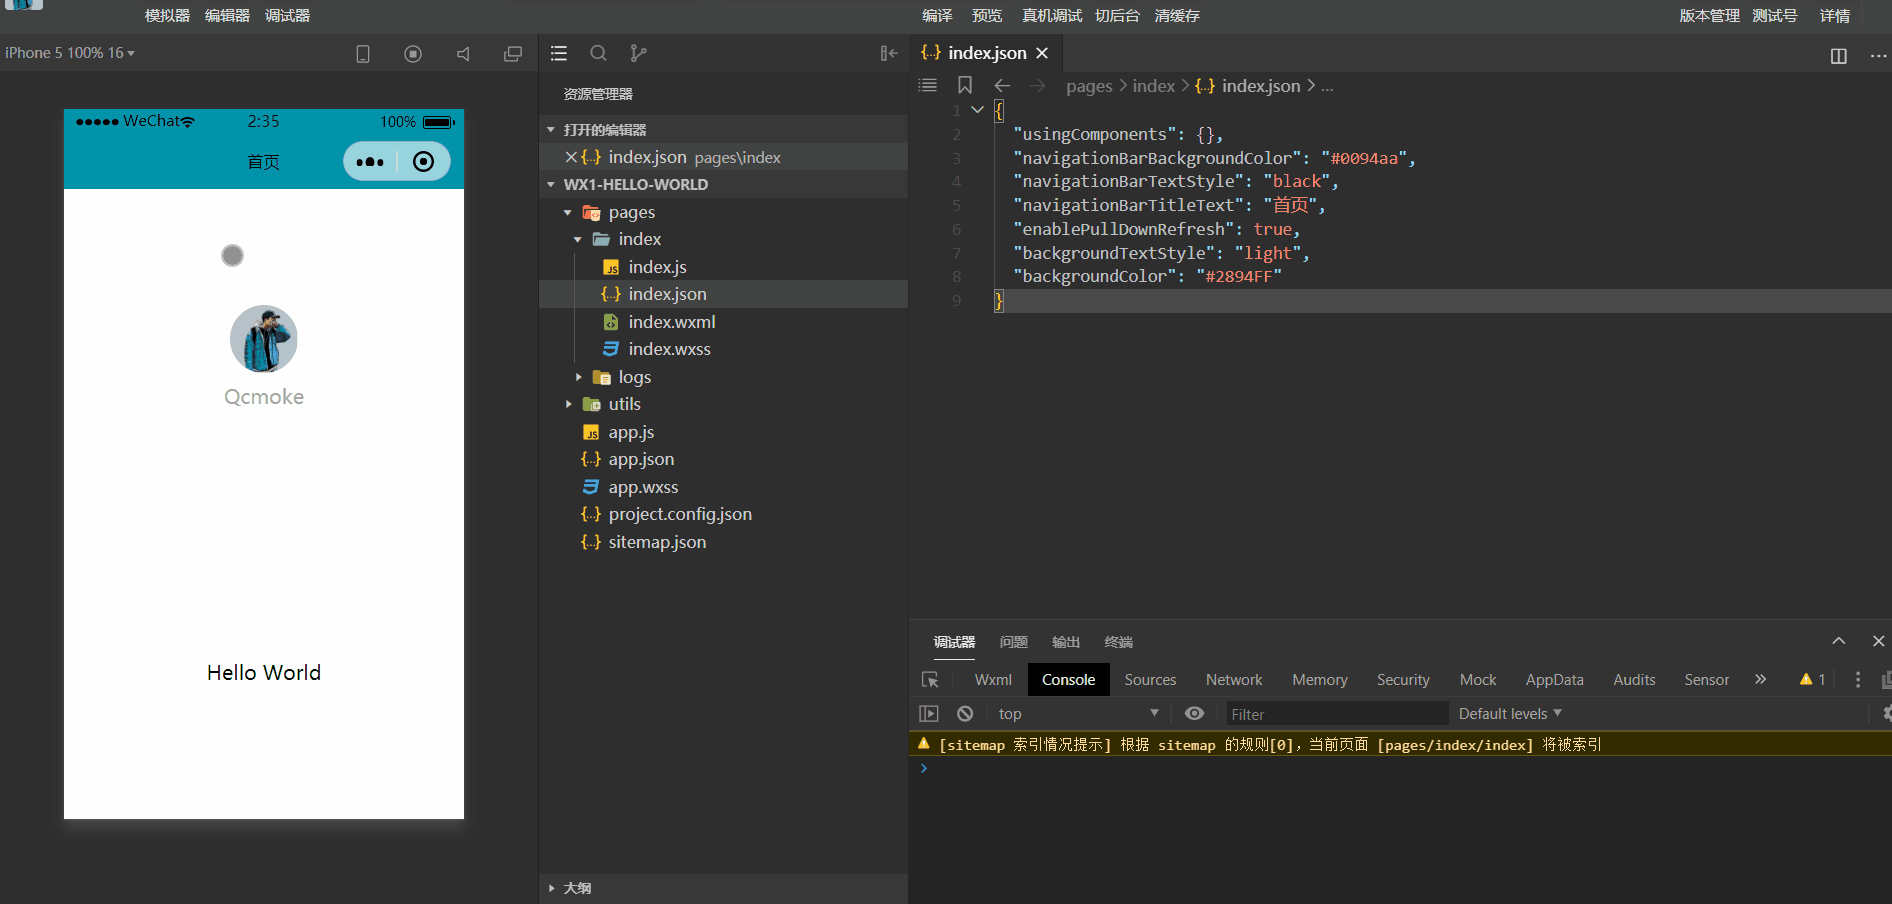 模拟器 编辑器 调试器 编译 预览 真机调试 切后台 清缓存 版本管理 测试号 详情
iPhone 5 100% 16
WeChat 2:35 100%
首页
Qcmoke
Hello World
资源管理器
打开的编辑器
index.json pages\index
WX1-HELLO-WORLD
pages
index
index.js
index.json
index.wxml
index.wxss
logs
utils
app.js
app.json
app.wxss
project.config.json
sitemap.json
大纲
{..} index.json
pages > index > {..} index.json > ...
1 {
2 "usingComponents": {},
3 "navigationBarBackgroundColor": "#0094aa",
4 "navigationBarTextStyle": "black",
5 "navigationBarTitleText": "首页",
6 "enablePullDownRefresh": true,
7 "backgroundTextStyle": "light",
8 "backgroundColor": "#2894FF"
9 }
调试器 问题 输出 终端
Wxml Console Sources Network Memory Security Mock AppData Audits Sensor » 1
top Filter Default levels
[sitemap 索引情况提示] 根据 sitemap 的规则[0]，当前页面 [pages/index/index] 将被索引
>